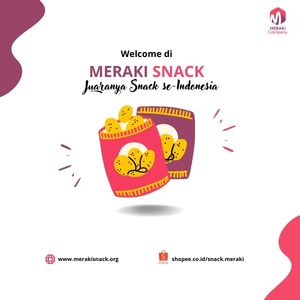 MERAKI
Company
Welcome di
MERAKI SNACK
Juaranya Snack se-Indonesia
www.merakisnack.org
shopee.co.id/snack.meraki